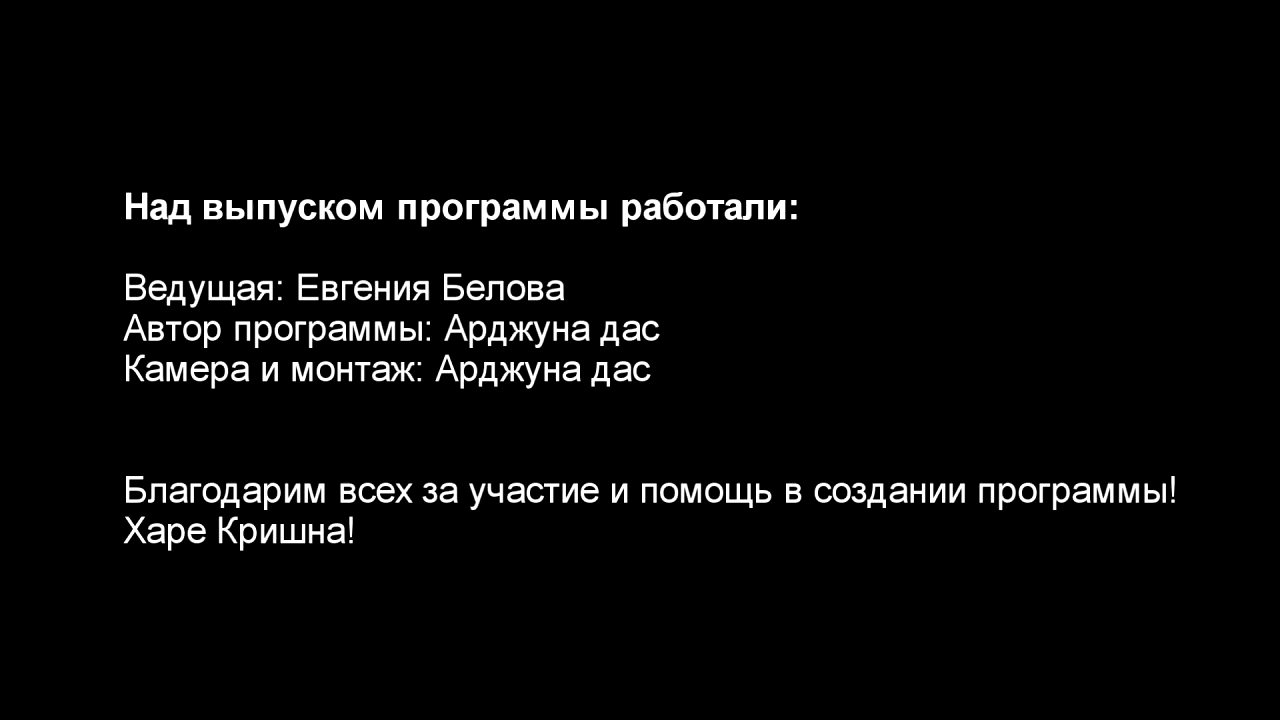 Над выпуском программы работали:
Ведущая: Евгения Белова
Автор программы: Арджуна дас
Камера и монтаж: Арджуна дас
Благодарим всех за участие и помощь в создании программы!
Харе Кришна!